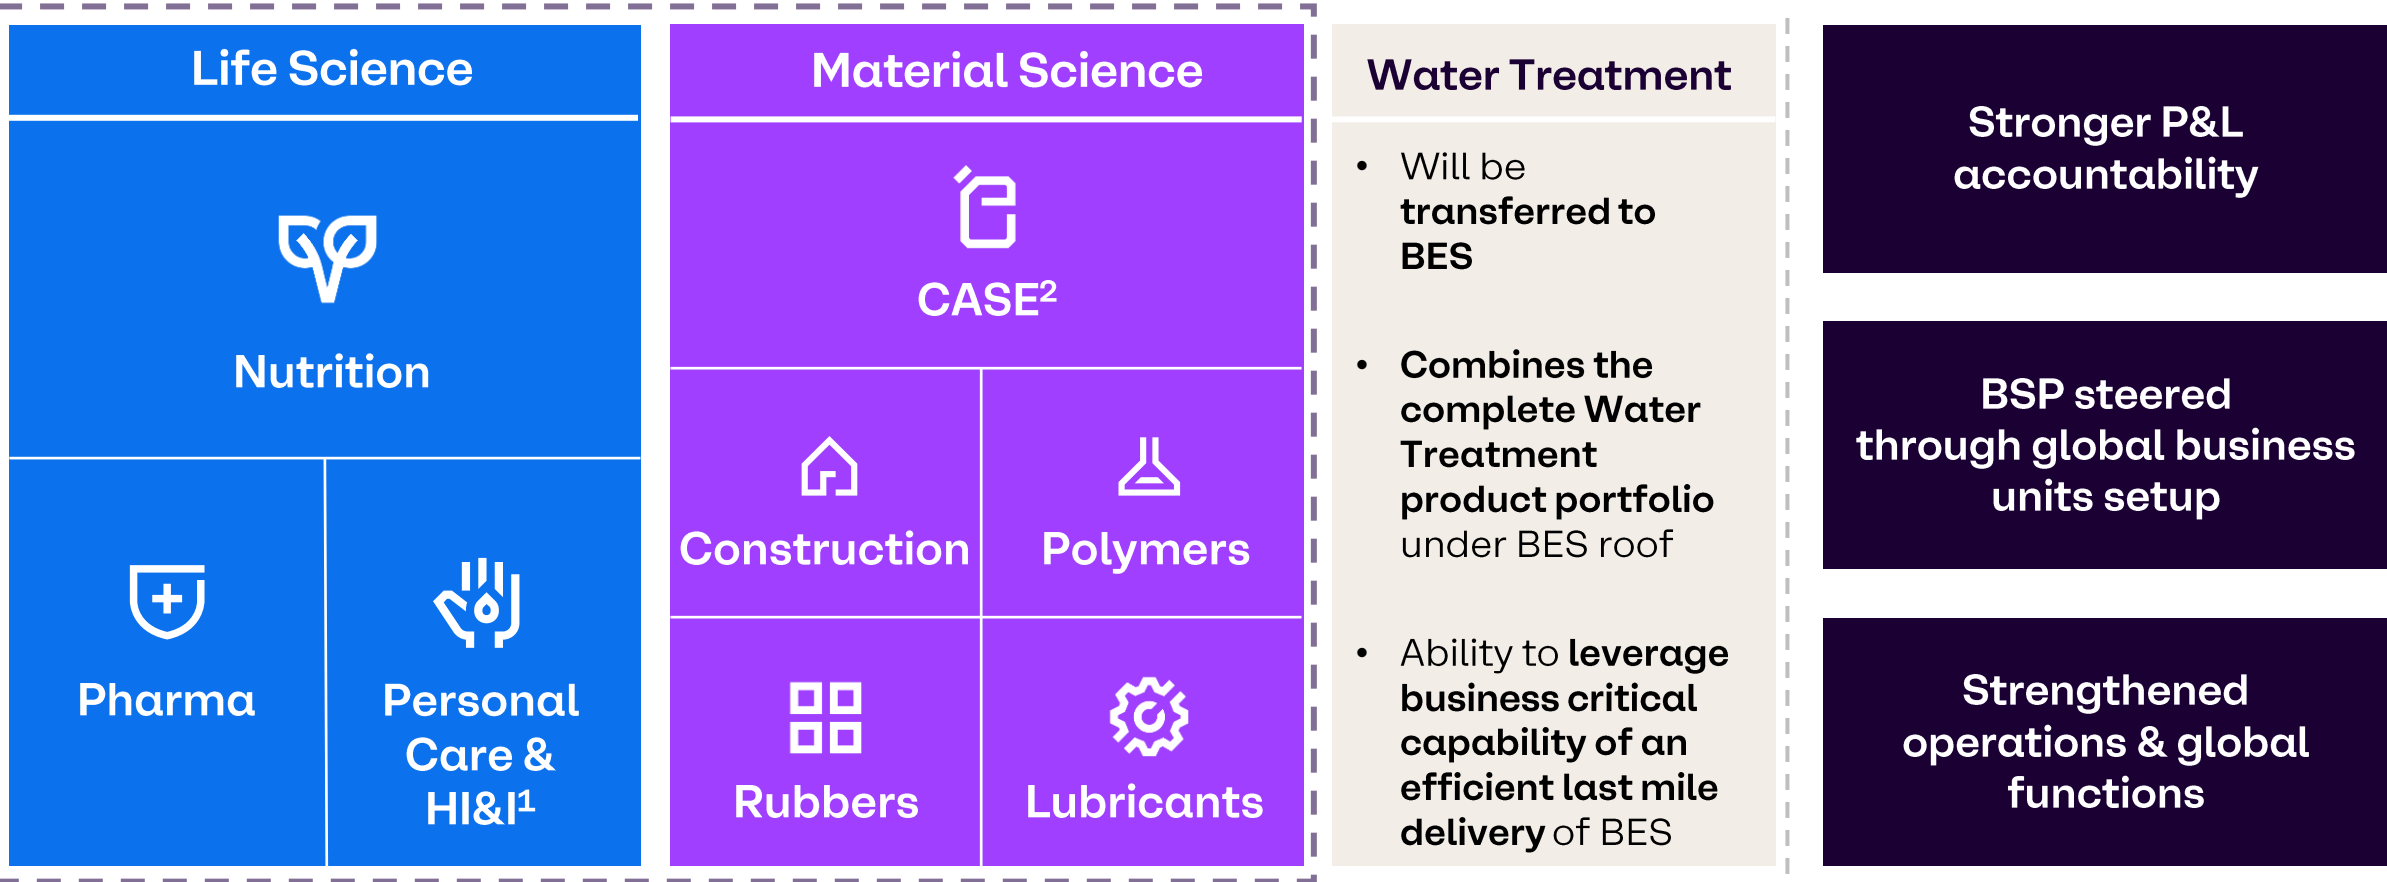 Life Science
Nutrition
Pharma
Personal
Care &
HI&I¹
Material Science
CASE²
Construction
Polymers
Rubbers
Lubricants
Water Treatment
• Will be
transferred to
BES
• Combines the
complete Water
Treatment
product portfolio
under BES roof
• Ability to leverage
business critical
capability of an
efficient last mile
delivery of BES
Stronger P&L
accountability
BSP steered
through global business
units setup
Strengthened
operations & global
functions